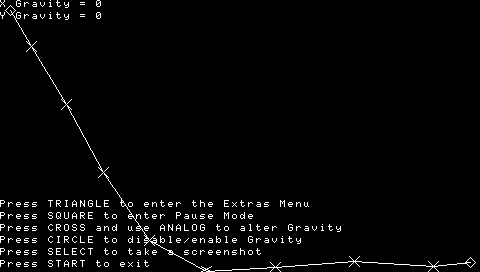 X Gravity = 0
Y Gravity = 0
Press TRIANGLE to enter the Extras Menu
Press SQUARE to enter Pause Mode
Press CROSS and use ANALOG to alter Gravity
Press CIRCLE to disable/enable Gravity
Press SELECT to take a screenshot
Press START to exit